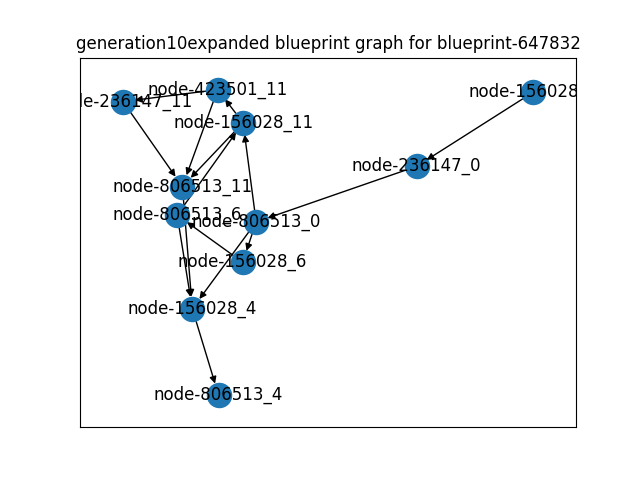 generation10expanded blueprint graph for blueprint-647832
node-423501_11
node-156028
le-236147_11
node-156028_11
node-236147_0
node-806513_11
node-806513_6
node-806513_0
node-156028_6
node-156028_4
node-806513_4